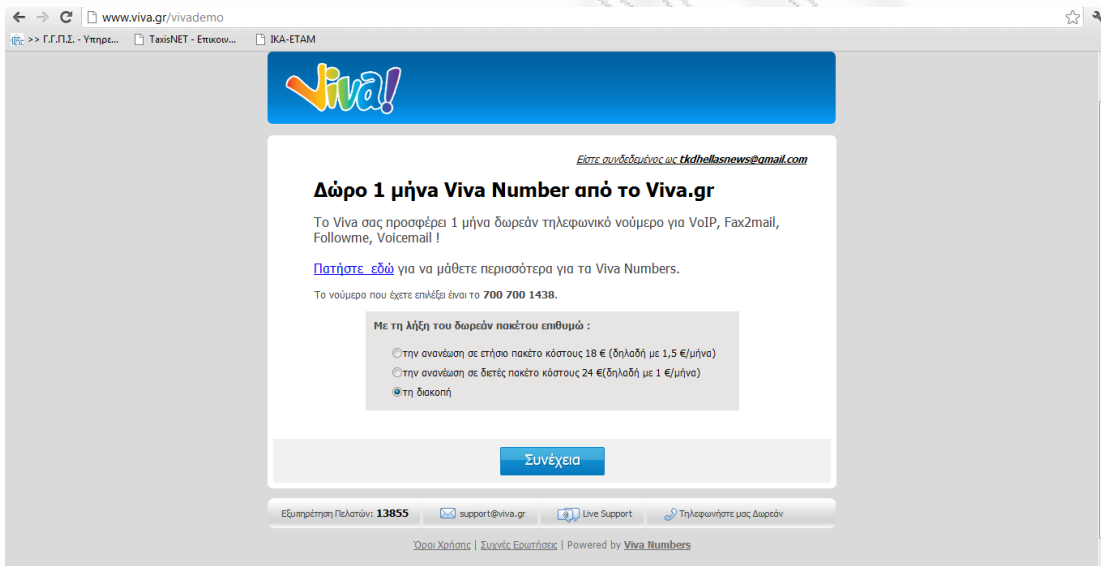 www.viva.gr/vivademo
>> Γ.Γ.Π.Σ. - Υπηρε... TaxisNET - Επικοιν... IKA-ETAM
Viva!
Είστε συνδεδεμένος ως tkdhellasnews@gmail.com
Δώρο 1 μήνα Viva Number από το Viva.gr
Το Viva σας προσφέρει 1 μήνα δωρεάν τηλεφωνικό νούμερο για VoIP, Fax2mail,
Followme, Voicemail !
Πατήστε εδώ για να μάθετε περισσότερα για τα Viva Numbers.
Το νούμερο που έχετε επιλέξει είναι το 700 700 1438.
Με τη λήξη του δωρεάν πακέτου επιθυμώ :
την ανανέωση σε ετήσιο πακέτο κόστους 18 € (δηλαδή με 1,5 €/μήνα)
την ανανέωση σε διετές πακέτο κόστους 24 €(δηλαδή με 1 €/μήνα)
τη διακοπή
Συνέχεια
Εξυπηρέτηση Πελατών: 13855 support@viva.gr Live Support Τηλεφωνήστε μας Δωρεάν
Όροι Χρήσης | Συχνές Ερωτήσεις | Powered by Viva Numbers